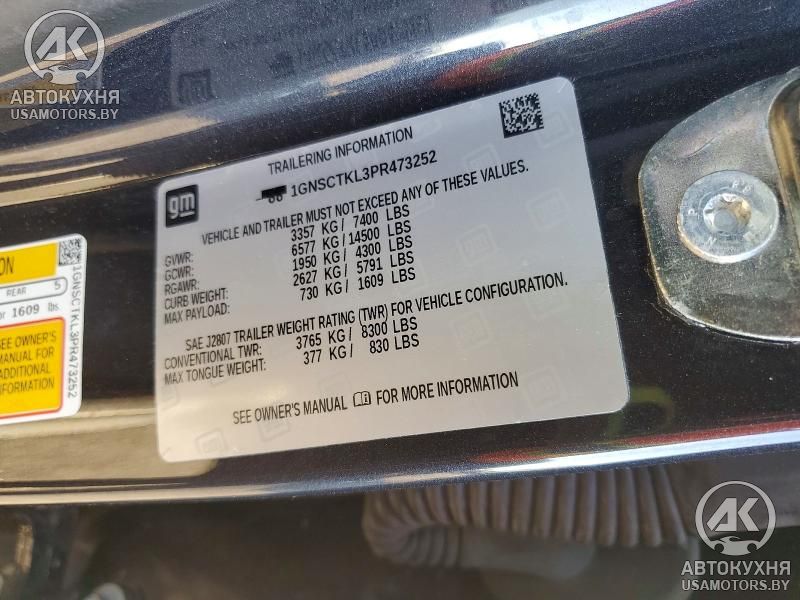 АВТОКУХНЯ
USAMOTORS.BY
TRAILERING INFORMATION
1GNSCTKL3PR473252
gm
VEHICLE AND TRAILER MUST NOT EXCEED ANY OF THESE VALUES.
GVWR: 3357 KG / 7400 LBS
GCWR: 6577 KG / 14500 LBS
RGAWR: 1950 KG / 4300 LBS
CURB WEIGHT: 2627 KG / 5791 LBS
MAX PAYLOAD: 730 KG / 1609 LBS
SAE J2807 TRAILER WEIGHT RATING (TWR) FOR VEHICLE CONFIGURATION.
CONVENTIONAL TWR: 3765 KG / 8300 LBS
MAX TONGUE WEIGHT: 377 KG / 830 LBS
SEE OWNER'S MANUAL FOR MORE INFORMATION
ON
REAR 5
or 1609 lbs.
SEE OWNER'S
MANUAL FOR
ADDITIONAL
INFORMATION
1GNSCTKL3PR473252
АК
АВТОКУХНЯ
USAMOTORS.BY